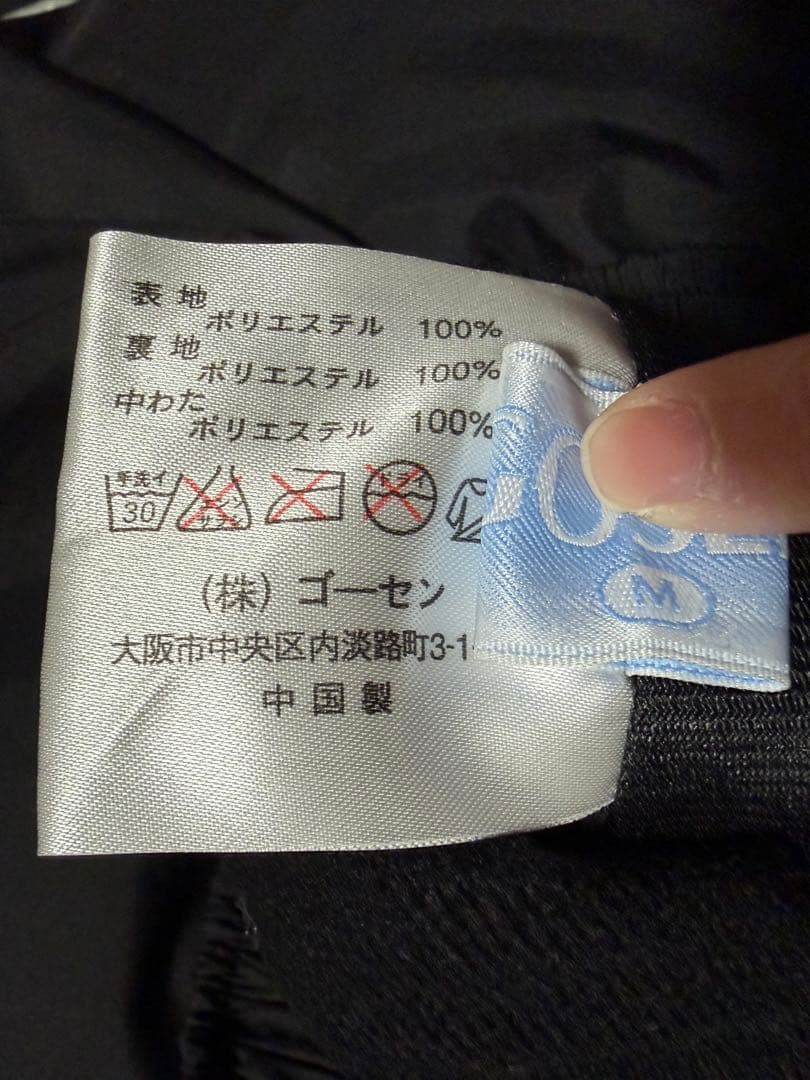 表地
ポリエステル 100%
裏地
ポリエステル 100%
中わた
ポリエステル 100%
手洗イ
30
(株) ゴーセン
大阪市中央区内淡路町3-1
中国製
M